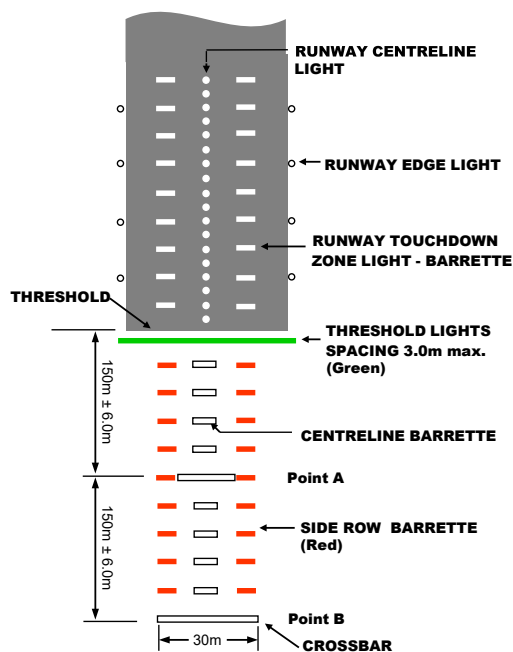 RUNWAY CENTRELINE
LIGHT
RUNWAY EDGE LIGHT
RUNWAY TOUCHDOWN
ZONE LIGHT - BARRETTE
THRESHOLD
THRESHOLD LIGHTS
SPACING 3.0m max.
(Green)
150m ± 6.0m
CENTRELINE BARRETTE
Point A
150m ± 6.0m
SIDE ROW BARRETTE
(Red)
Point B
30m
CROSSBAR